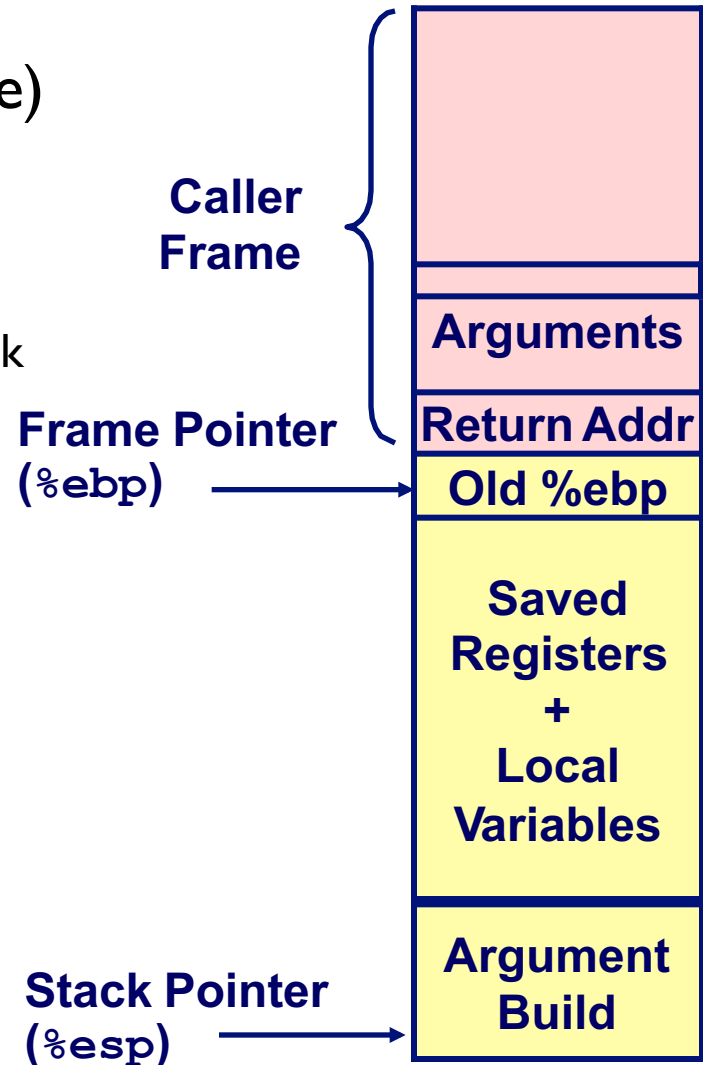 e)
Caller
Frame
k
Arguments
Frame Pointer
(%ebp)
Return Addr
Old %ebp
Saved
Registers
+
Local
Variables
Argument
Build
Stack Pointer
(%esp)